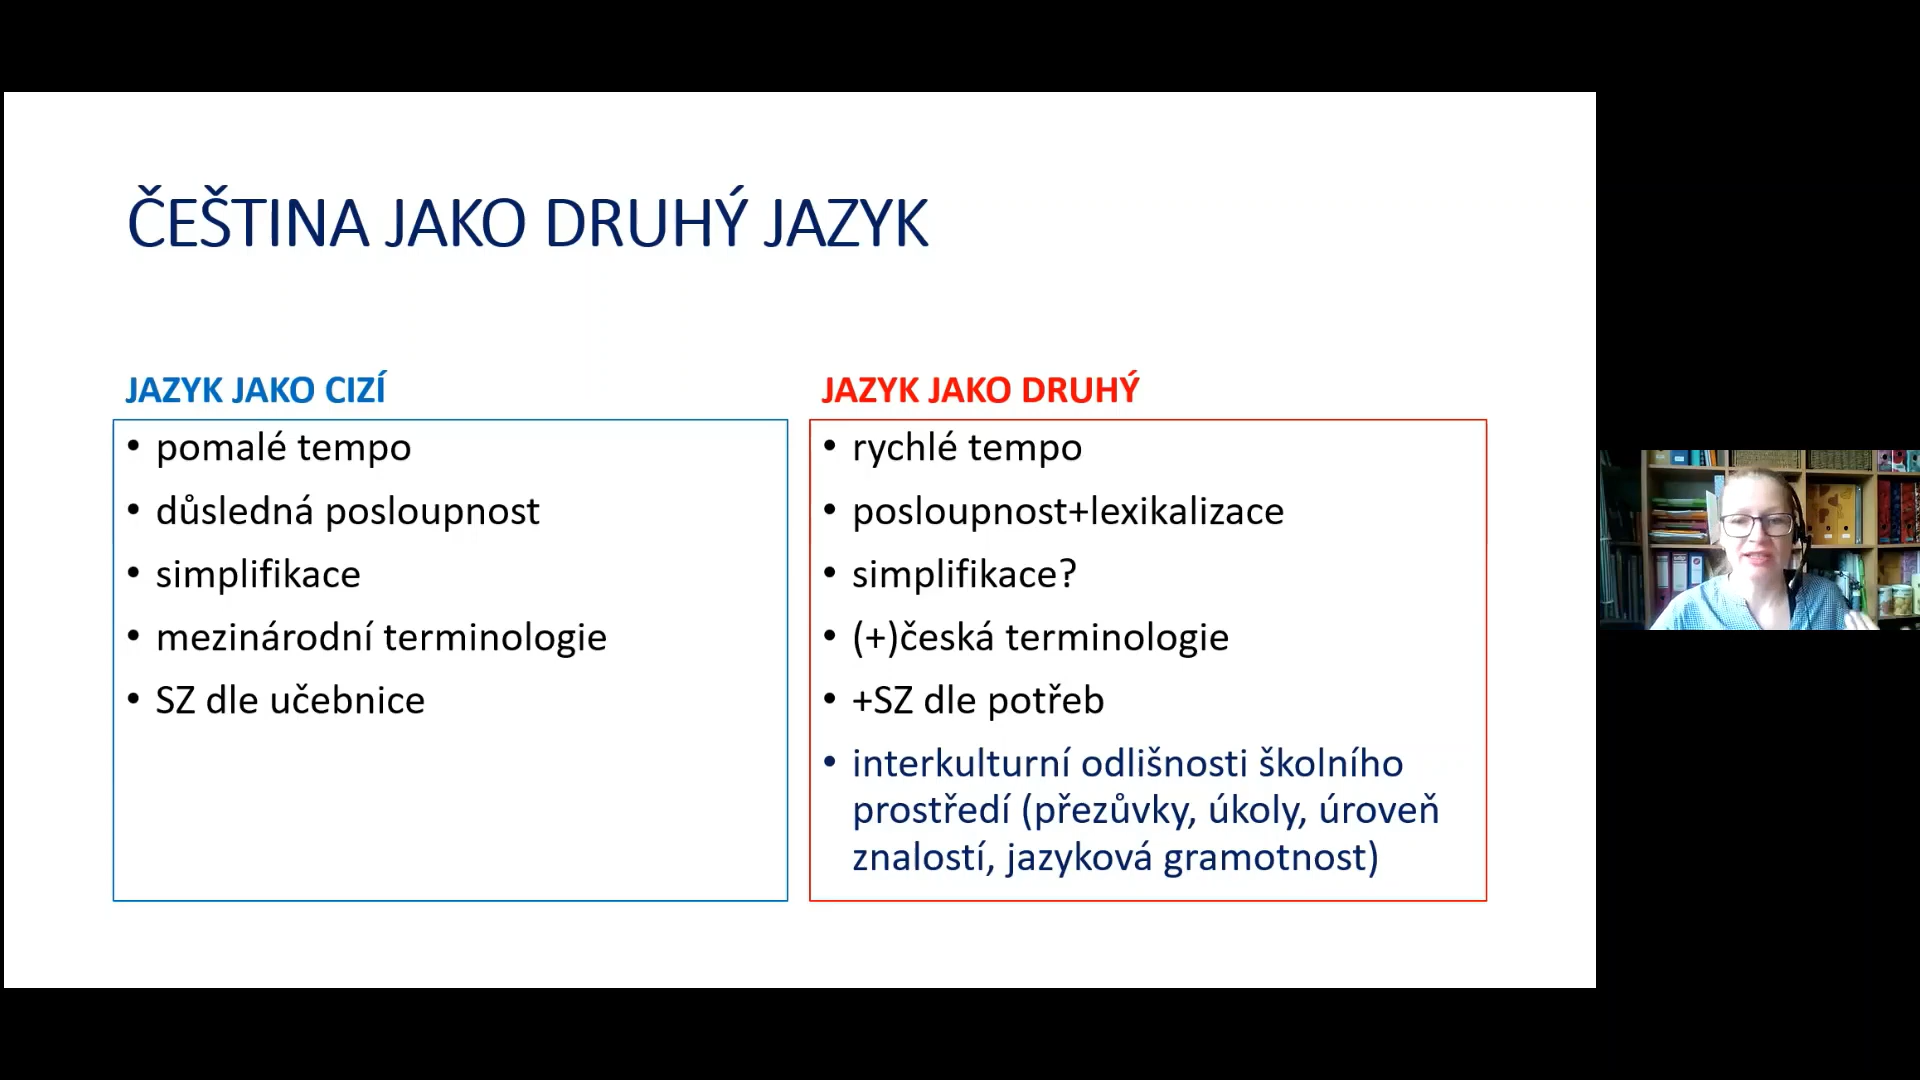 ČEŠTINA JAKO DRUHÝ JAZYK
JAZYK JAKO CIZÍ
• pomalé tempo
• důsledná posloupnost
• simplifikace
• mezinárodní terminologie
• SZ dle učebnice
JAZYK JAKO DRUHÝ
• rychlé tempo
• posloupnost+lexikalizace
• simplifikace?
• (+)česká terminologie
• +SZ dle potřeb
• interkulturní odlišnosti školního
prostředí (přezůvky, úkoly, úroveň
znalostí, jazyková gramotnost)